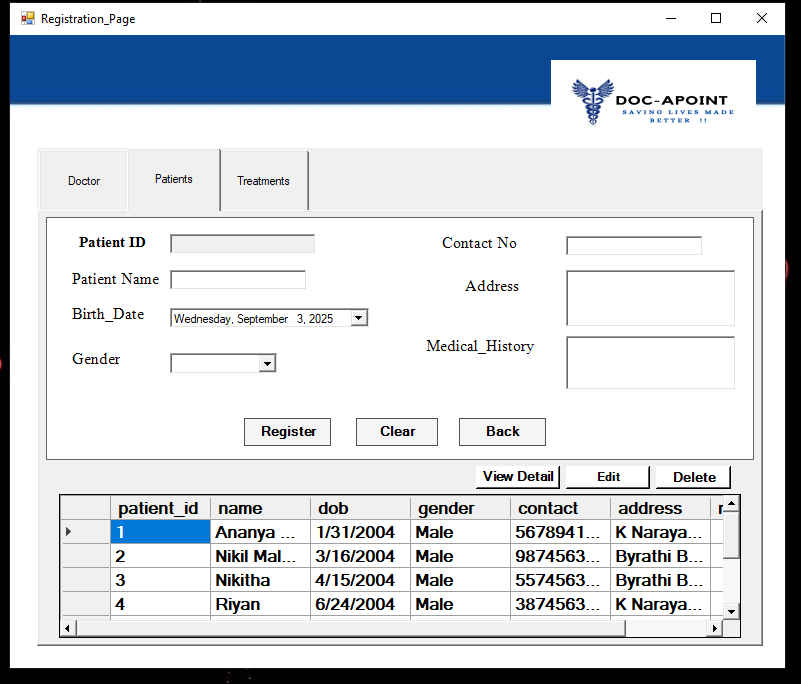 Registration_Page
DOC-APOINT
SAVING LIVES MADE
BETTER !!
Doctor
Patients
Treatments
Patient ID
Contact No
Patient Name
Address
Birth_Date
Wednesday, September 3, 2025
Medical_History
Gender
Register
Clear
Back
View Detail
Edit
Delete
patient_id name dob gender contact address
1 Ananya ... 1/31/2004 Male 5678941... K Naraya...
2 Nikil Mal... 3/16/2004 Male 9874563... Byrathi B...
3 Nikitha 4/15/2004 Male 5574563... Byrathi B...
4 Riyan 6/24/2004 Male 3874563... K Naraya...